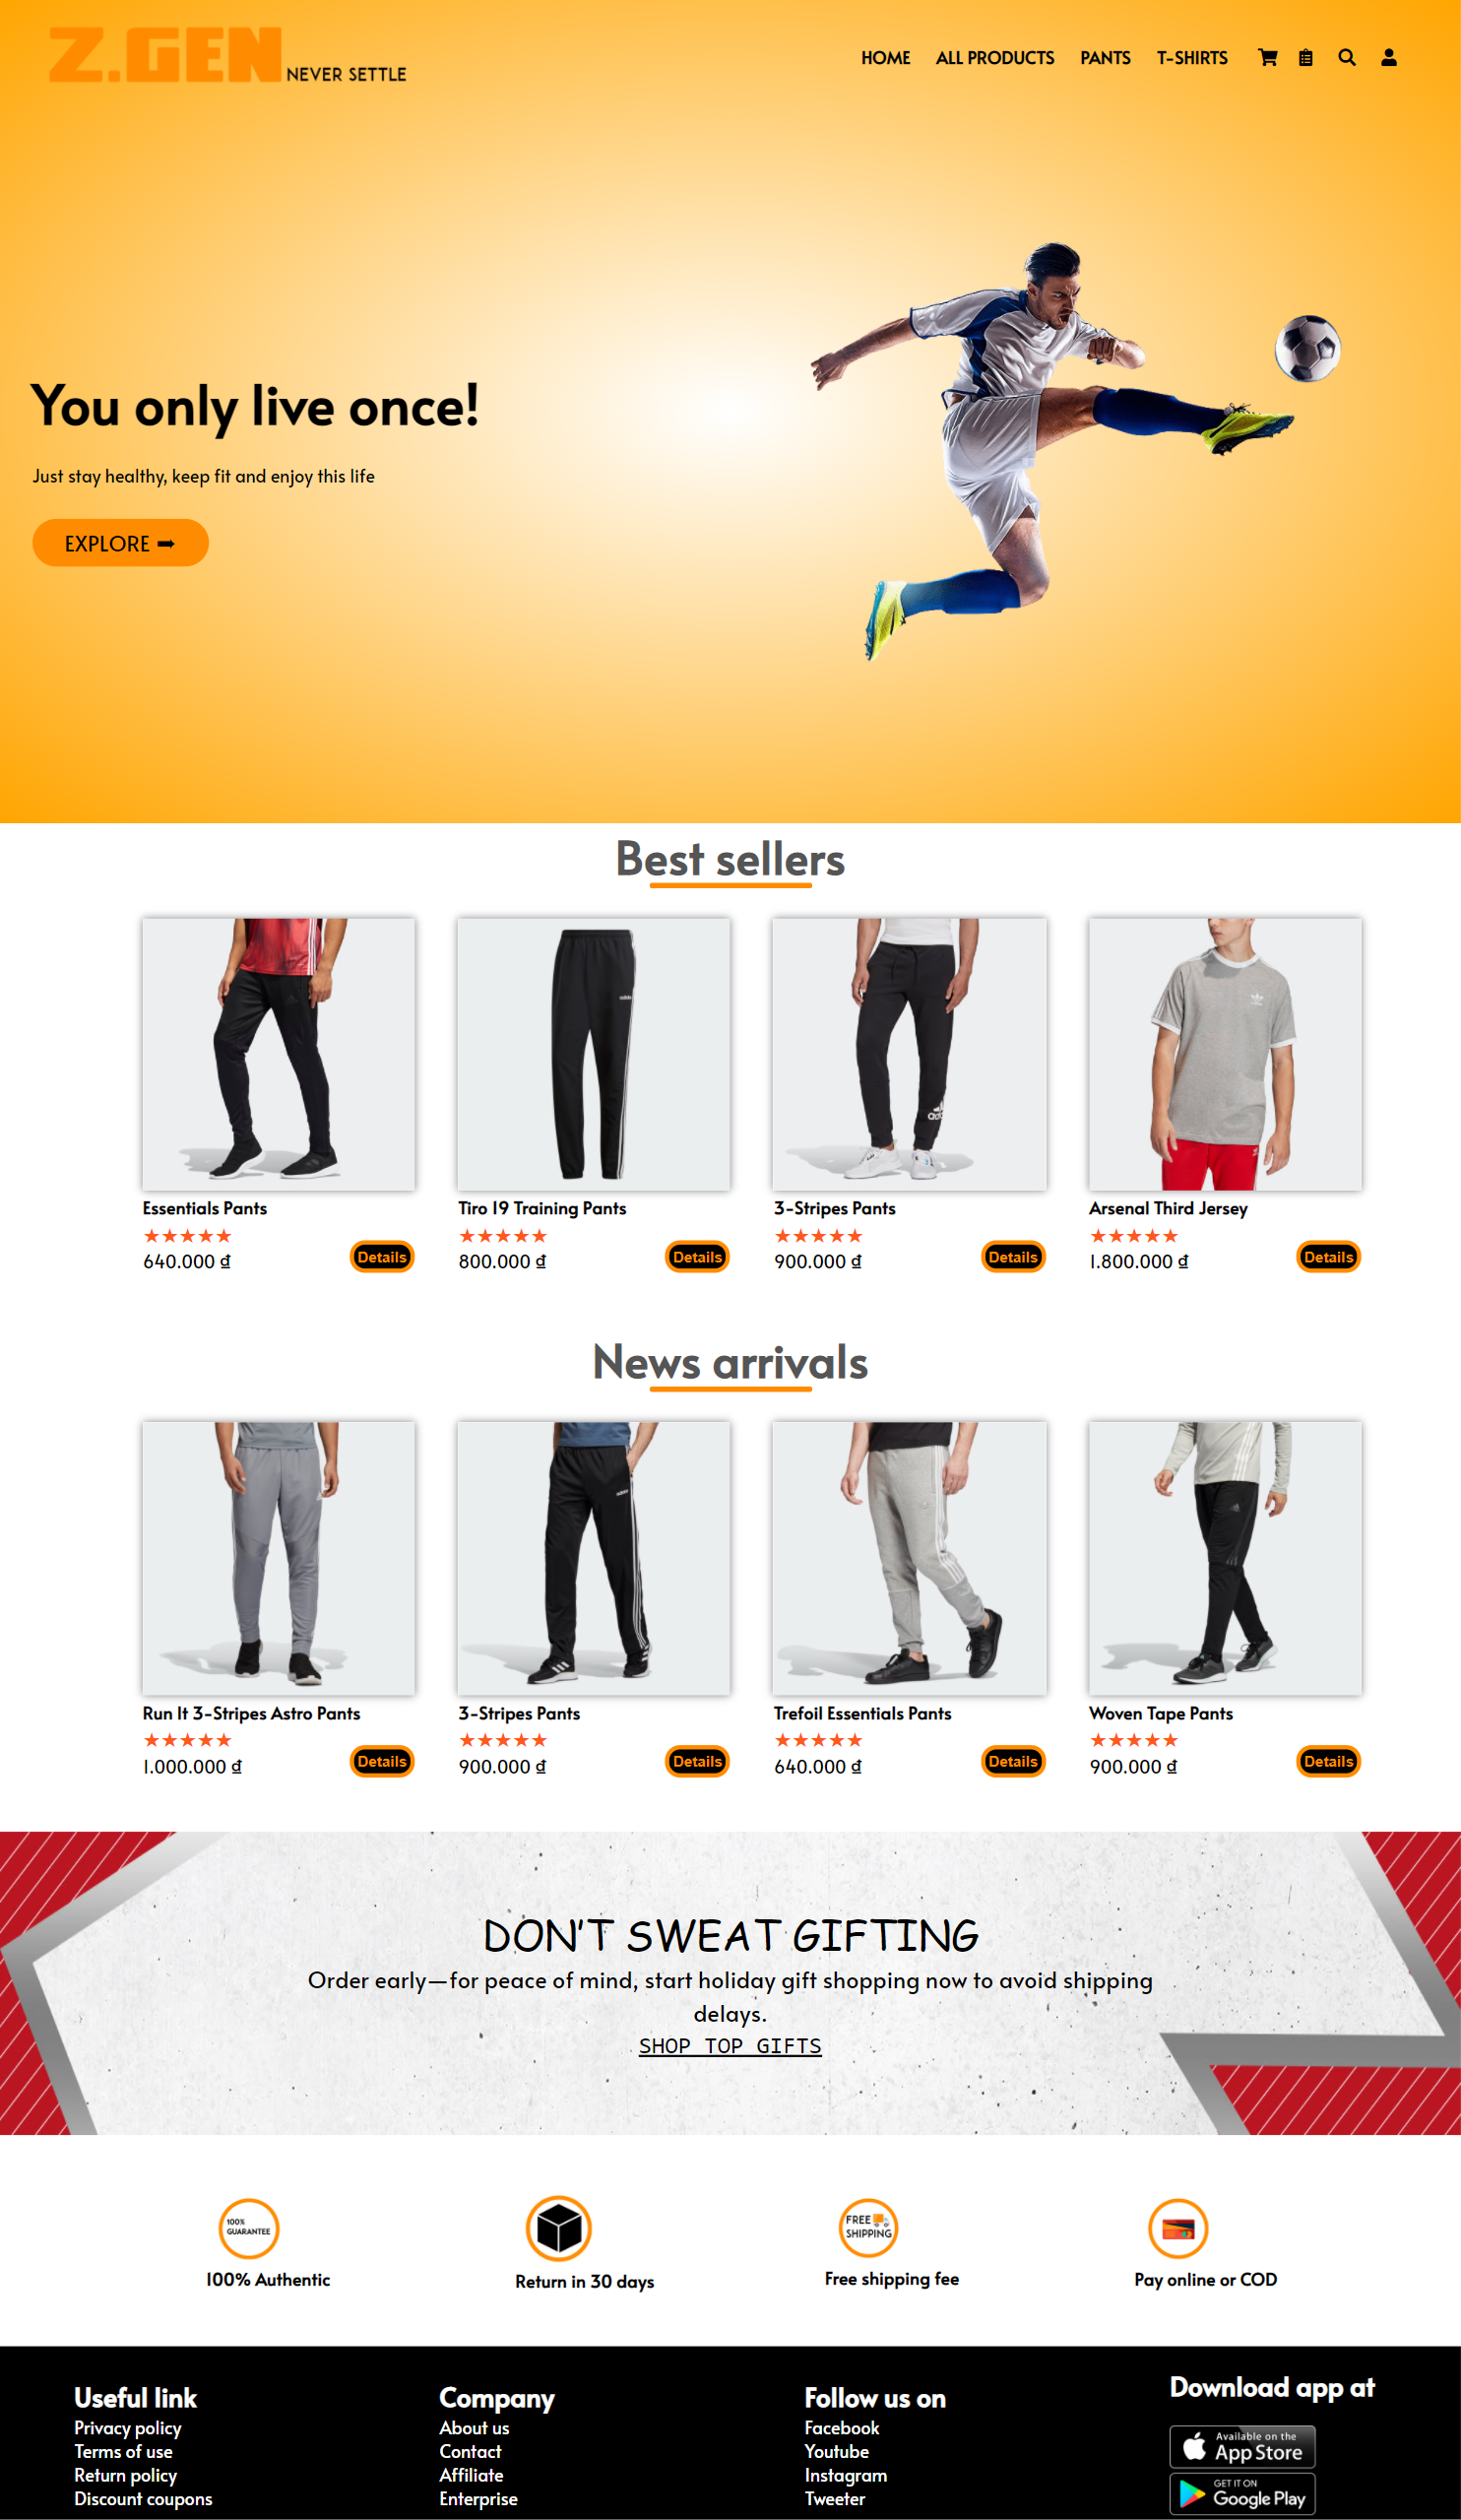 Z.GEN NEVER SETTLE
HOME ALL PRODUCTS PANTS T-SHIRTS
You only live once!
Just stay healthy, keep fit and enjoy this life
EXPLORE ➡
Best sellers
adidas
Essentials Pants
★★★★★
640.000 ₫
Details
Tiro 19 Training Pants
★★★★★
800.000 ₫
Details
3-Stripes Pants
★★★★★
900.000 ₫
Details
Arsenal Third Jersey
★★★★★
1.800.000 ₫
Details
News arrivals
adidas
Run It 3-Stripes Astro Pants
★★★★★
1.000.000 ₫
Details
3-Stripes Pants
★★★★★
900.000 ₫
Details
Trefoil Essentials Pants
★★★★★
640.000 ₫
Details
Woven Tape Pants
★★★★★
900.000 ₫
Details
DON'T SWEAT GIFTING
Order early—for peace of mind, start holiday gift shopping now to avoid shipping
delays.
SHOP TOP GIFTS
100%
GUARANTEE
100% Authentic
Return in 30 days
FREE
SHIPPING
Free shipping fee
Pay online or COD
Useful link
Privacy policy
Terms of use
Return policy
Discount coupons
Company
About us
Contact
Affiliate
Enterprise
Follow us on
Facebook
Youtube
Instagram
Tweeter
Download app at
Available on the
App Store
GET IT ON
Google Play